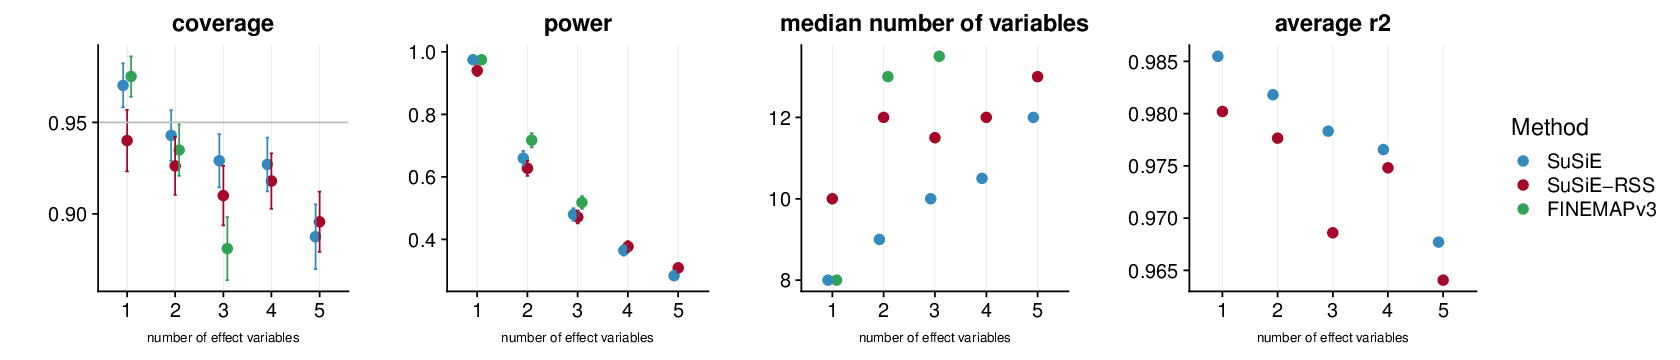 coverage
0.95
0.90
1 2 3 4 5
number of effect variables
power
1.0
0.8
0.6
0.4
1 2 3 4 5
number of effect variables
median number of variables
12
10
8
1 2 3 4 5
number of effect variables
average r2
0.985
0.980
0.975
0.970
0.965
1 2 3 4 5
number of effect variables
Method
SuSiE
SuSiE−RSS
FINEMAPv3